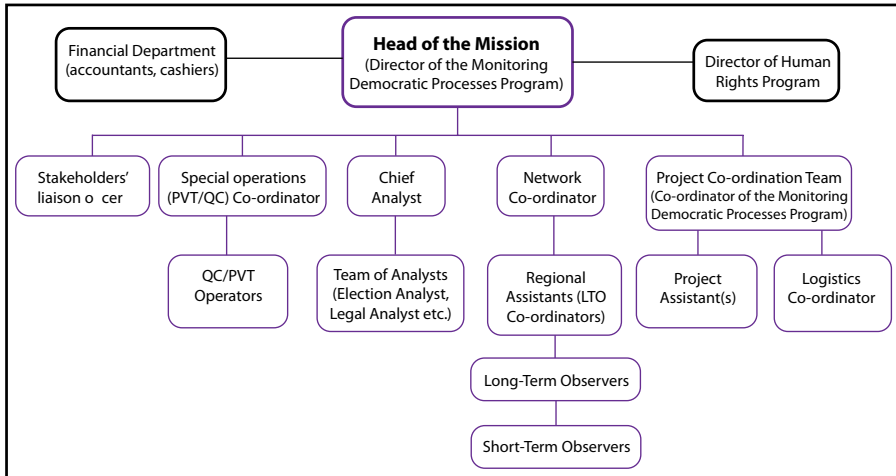 Financial Department
(accountants, cashiers)
Head of the Mission
(Director of the Monitoring
Democratic Processes Program)
Director of Human
Rights Program
Stakeholders'
liaison o cer
Special operations
(PVT/QC) Co-ordinator
Chief
Analyst
Network
Co-ordinator
Project Co-ordination Team
(Co-ordinator of the Monitoring
Democratic Processes Program)
QC/PVT
Operators
Team of Analysts
(Election Analyst,
Legal Analyst etc.)
Regional
Assistants (LTO
Co-ordinators)
Project
Assistant(s)
Logistics
Co-ordinator
Long-Term Observers
Short-Term Observers